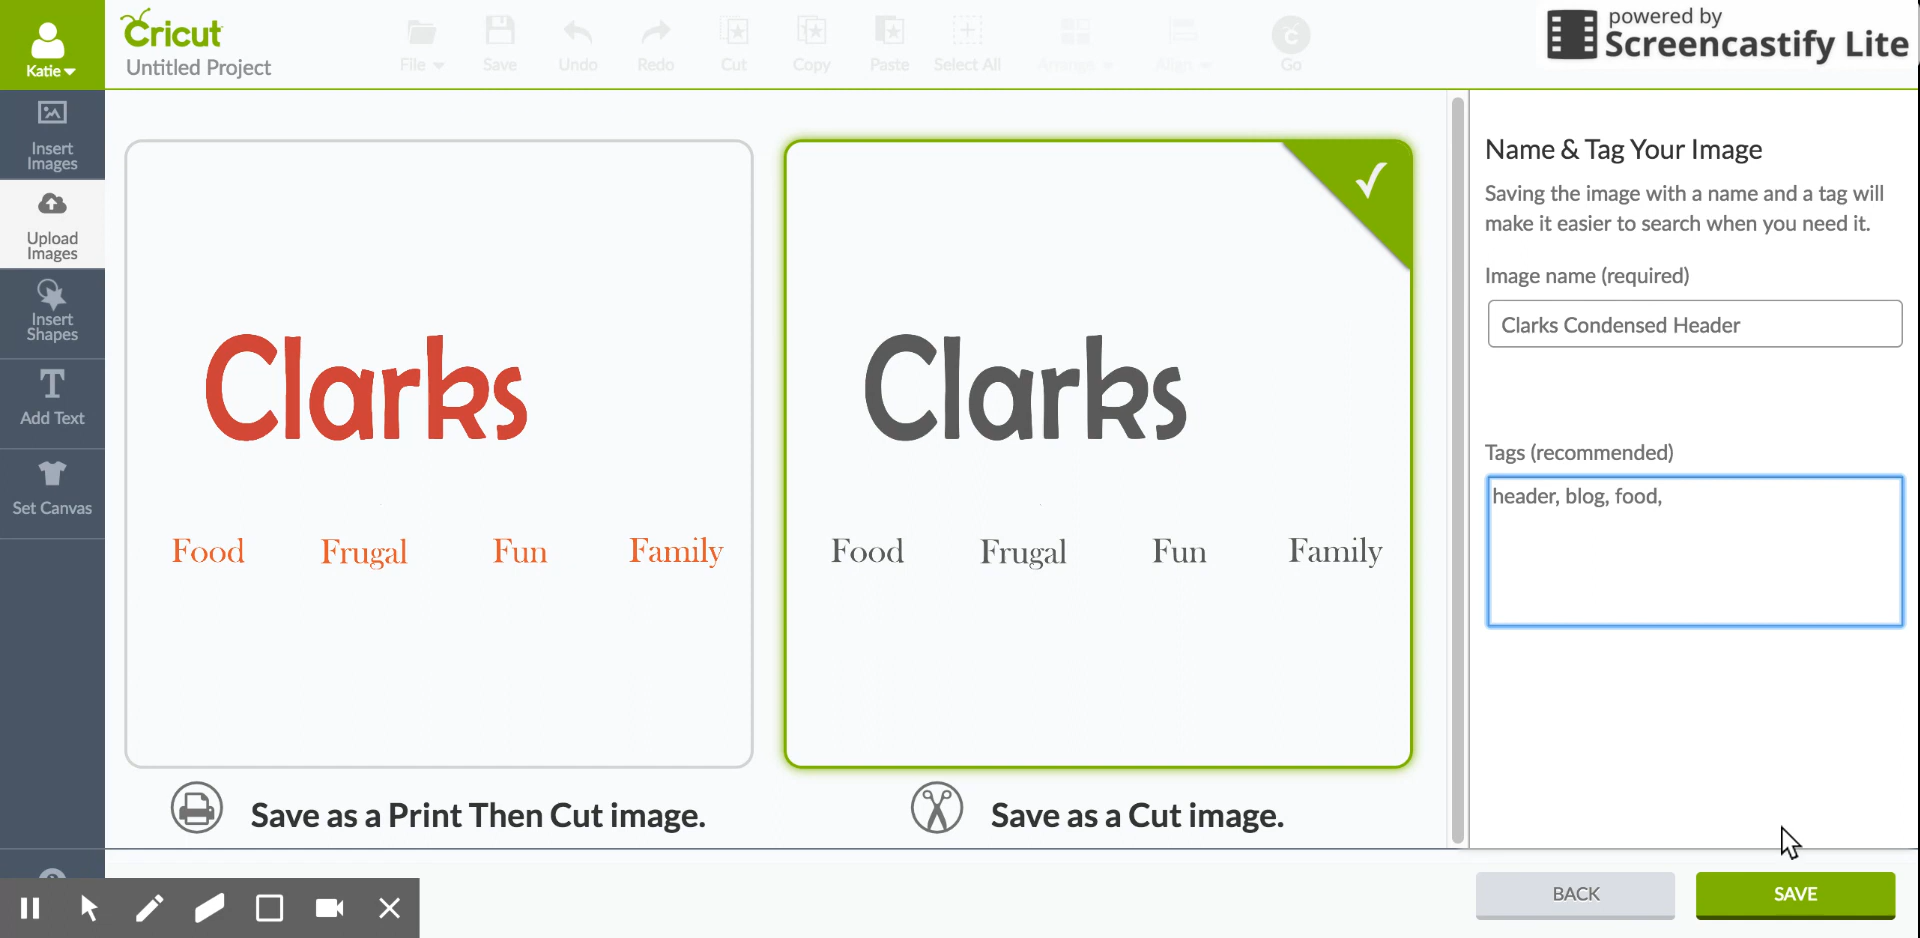 Katie
Cricut
Untitled Project
File
Save
Undo
Redo
Cut
Copy
Paste
Select All
Arrange
Align
Go
powered by
Screencastify Lite
Insert
Images
Upload
Images
Insert
Shapes
Add Text
Set Canvas
Clarks
Food Frugal Fun Family
Save as a Print Then Cut image.
Clarks
Food Frugal Fun Family
Save as a Cut image.
Name & Tag Your Image
Saving the image with a name and a tag will
make it easier to search when you need it.
Image name (required)
Clarks Condensed Header
Tags (recommended)
header, blog, food,
BACK
SAVE